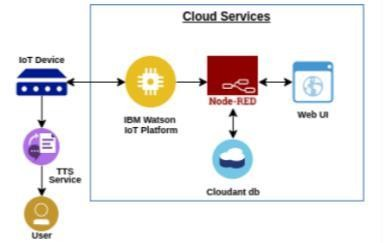 Cloud Services
IoT Device
IBM Watson
IoT Platform
Node-RED
Web UI
TTS
Service
Cloudant db
User